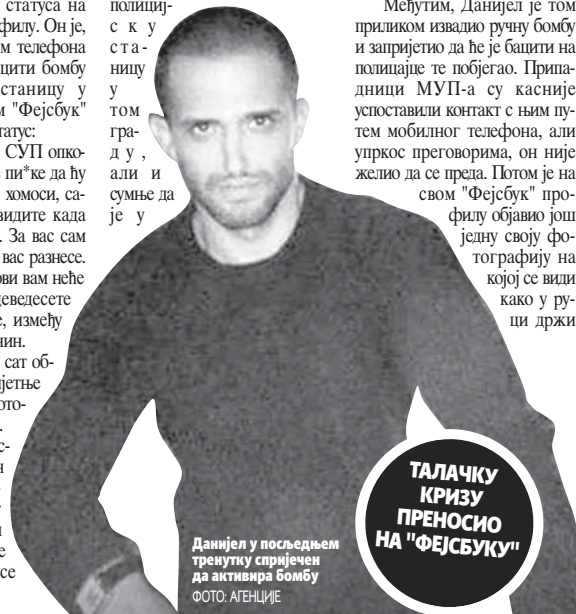 статуса на
филу. Он је,
м телефона
цити бомбу
станицу у
м "Фејсбук"
татус:
СУП опко-
е пи*ке да ћу
хомоси, са-
видите када
. За вас сам
вас разнесе.
ови вам неће
деведесете
е, између
чин.
сат об-
јетње
ото-
се
полициј-
ску
ста-
ницу
у
том
гра-
ду,
али и
сумње да
је у
Међутим, Данијел је том
приликом извадио ручну бомбу
и запријетио да ће је бацити на
полицајце те побјегао. Припа-
дници МУП-а су касније
успоставили контакт с њим пу-
тем мобилног телефона, али
упркос преговорима, он није
желио да се преда. Потом је на
свом "Фејсбук" про-
филу објавио још
једну своју фо-
тографију на
којој се види
како у ру-
ци држи
Данијел у посљедњем
тренутку спријечен
да активира бомбу
ФОТО: АГЕНЦИЈЕ
ТАЛАЧКУ
КРИЗУ
ПРЕНОСИО
НА "ФЕЈСБУКУ"